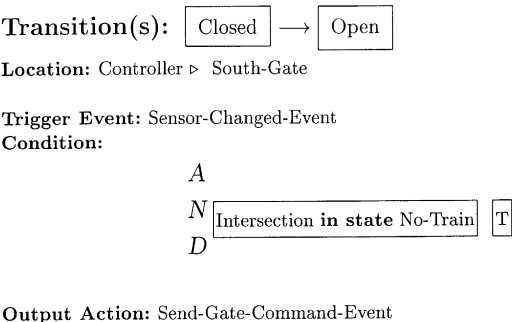 Transition(s): Closed ⟶ Open
Location: Controller ▷ South-Gate
Trigger Event: Sensor-Changed-Event
Condition:
A
N Intersection in state No-Train T
D
Output Action: Send-Gate-Command-Event